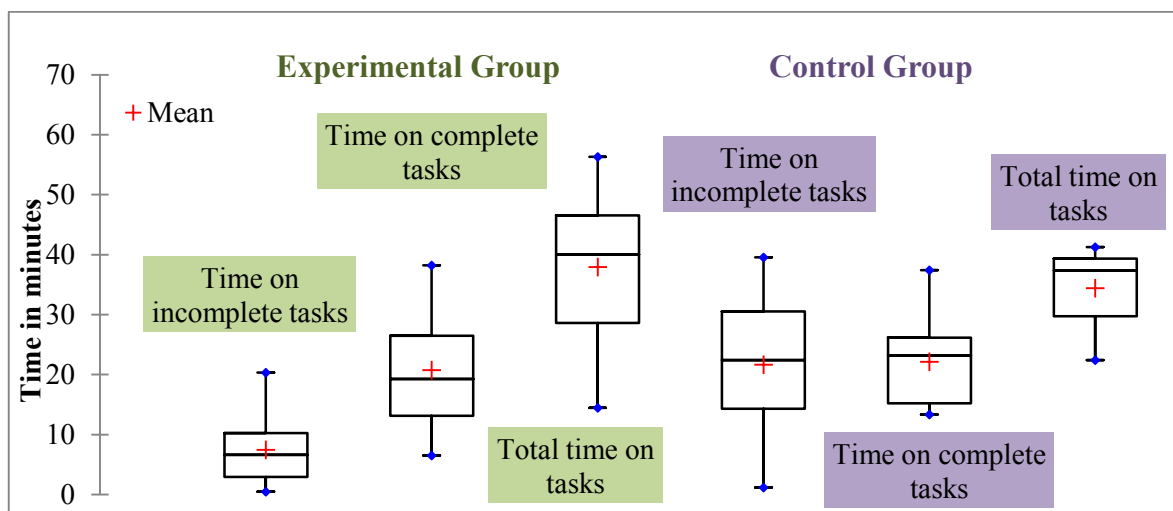 Experimental Group
Control Group
70
60
50
40
30
20
10
0
Time in minutes
Mean
Time on
incomplete tasks
Time on complete
tasks
Total time on
tasks
Time on
incomplete tasks
Time on complete
tasks
Total time on
tasks